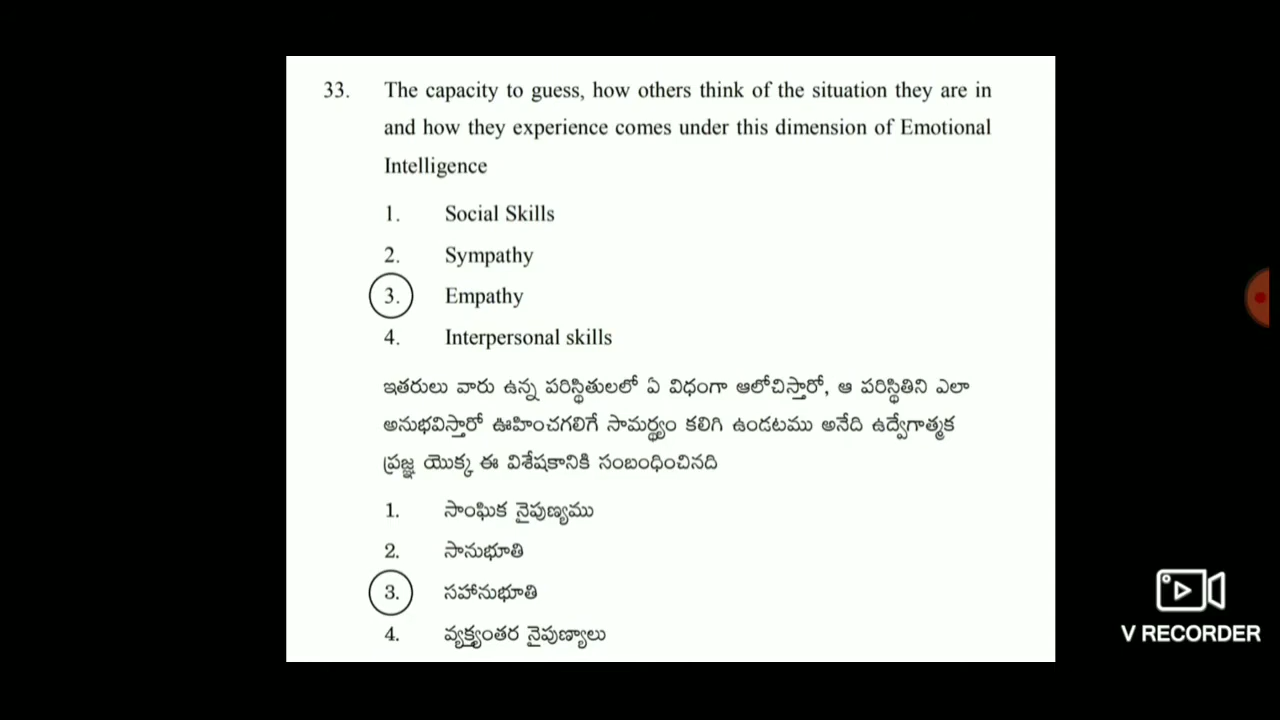 33. The capacity to guess, how others think of the situation they are in
and how they experience comes under this dimension of Emotional
Intelligence
1. Social Skills
2. Sympathy
3. Empathy
4. Interpersonal skills
ఇతరులు వారు ఉన్న పరిస్థితులలో ఏ విధంగా ఆలోచిస్తారో, ఆ పరిస్థితిని ఎలా
అనుభవిస్తారో ఊహించగలిగే సామర్థ్యం కలిగి ఉండటము అనేది ఉద్వేగాత్మక
ప్రజ్ఞ యొక్క ఈ విశేషకానికి సంబంధించినది
1. సాంఘిక నైపుణ్యము
2. సానుభూతి
3. సహానుభూతి
4. వ్యక్త్యంతర నైపుణ్యాలు
V RECORDER